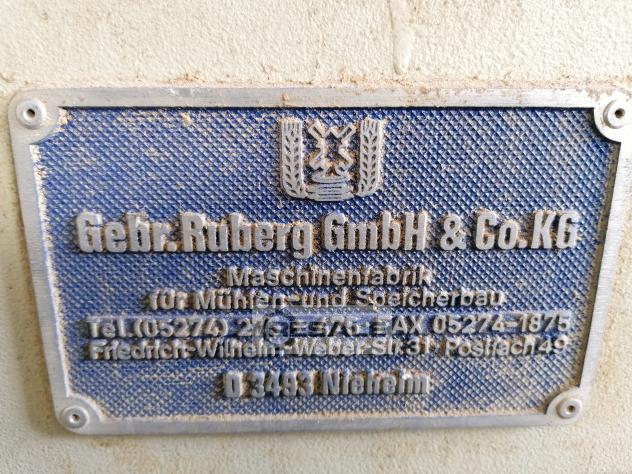 Gebr. Ruberg GmbH & Co. KG
Maschinenfabrik
für Mühlen- und Speicherbau
Tel. (05274) FAX 05274-1875
Friedrich-Wilhelm-Weber-Str. 31 Postfach 49
D 3493 Nieheim